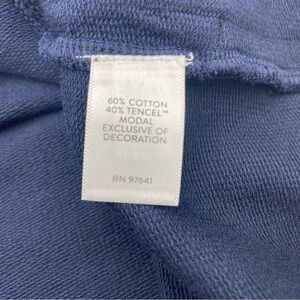 60% COTTON
40% TENCEL™
MODAL
EXCLUSIVE OF
DECORATION
RN 97641